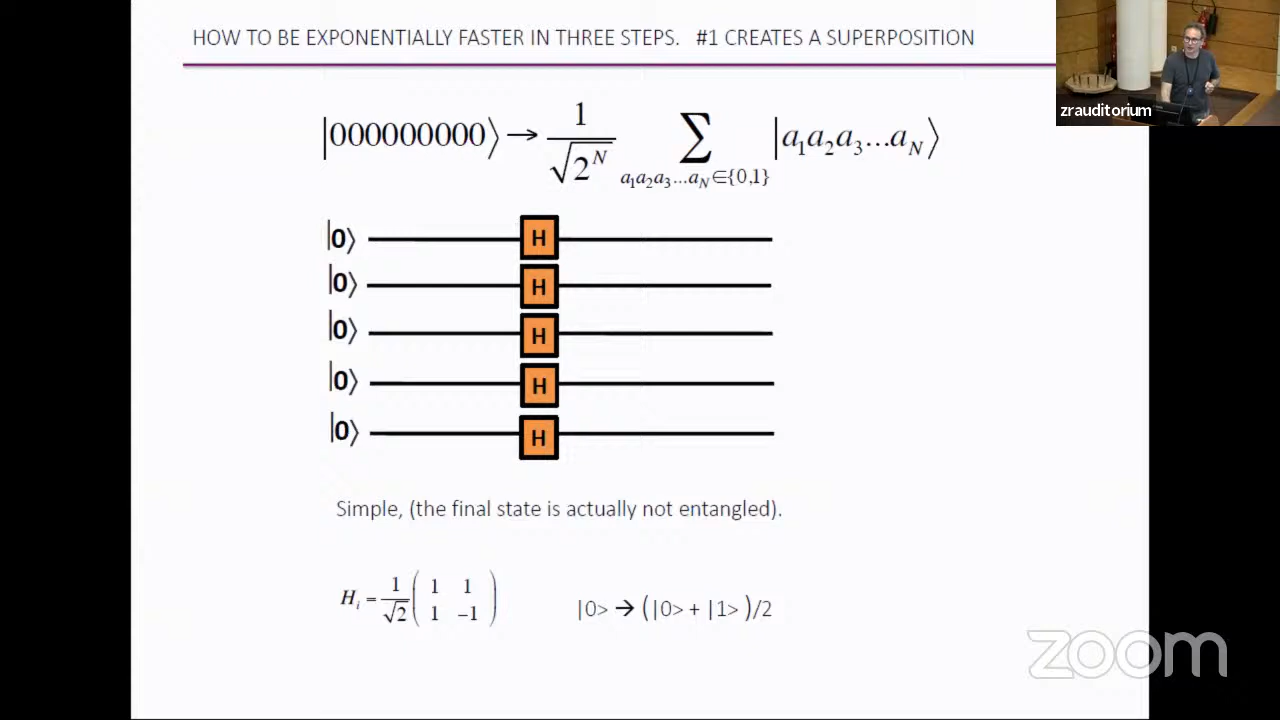 HOW TO BE EXPONENTIALLY FASTER IN THREE STEPS. #1 CREATES A SUPERPOSITION
zrauditorium
|000000000⟩ → 1/√2^N ∑ a₁a₂a₃...a_N∈{0,1} |a₁a₂a₃...a_N⟩
|0⟩ H
|0⟩ H
|0⟩ H
|0⟩ H
|0⟩ H
Simple, (the final state is actually not entangled).
H_i = 1/√2 ( 1 1 1 −1 ) |0> → (|0> + |1> )/2
zoom